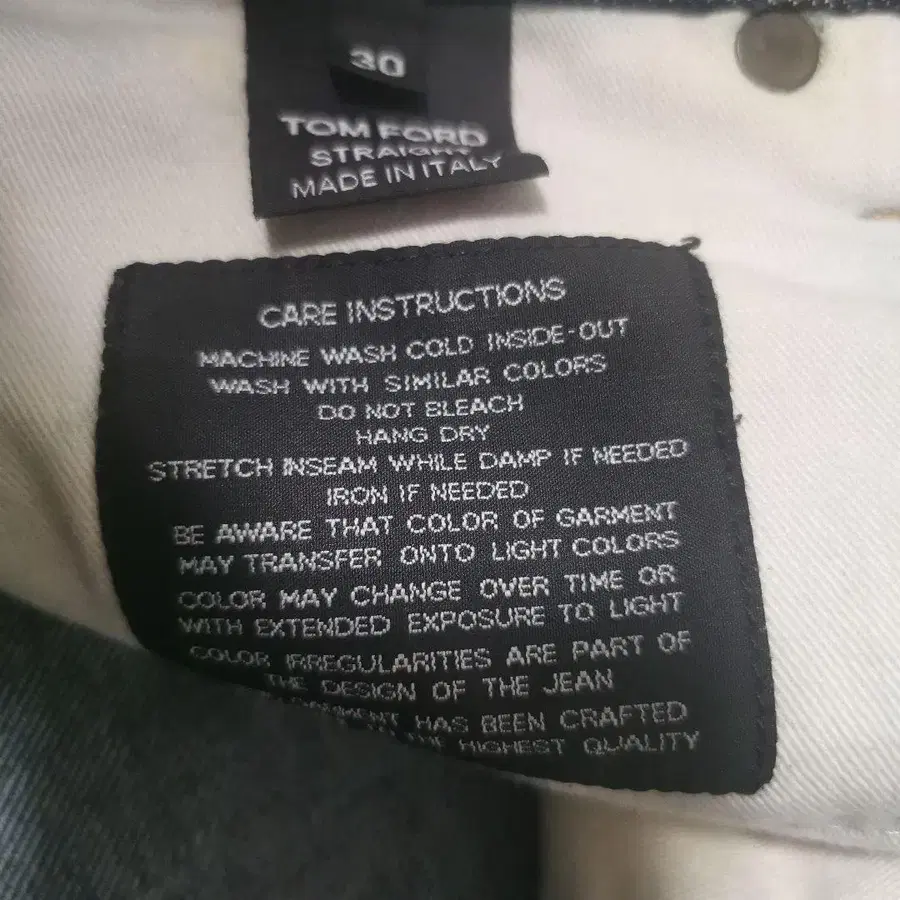 30
TOM FORD
STRAIGHT
MADE IN ITALY
CARE INSTRUCTIONS
MACHINE WASH COLD INSIDE-OUT
WASH WITH SIMILAR COLORS
DO NOT BLEACH
HANG DRY
STRETCH INSEAM WHILE DAMP IF NEEDED
IRON IF NEEDED
BE AWARE THAT COLOR OF GARMENT
MAY TRANSFER ONTO LIGHT COLORS
COLOR MAY CHANGE OVER TIME OR
WITH EXTENDED EXPOSURE TO LIGHT
COLOR IRREGULARITIES ARE PART OF
THE DESIGN OF THE JEAN
HAS BEEN CRAFTED
THE HIGHEST QUALITY